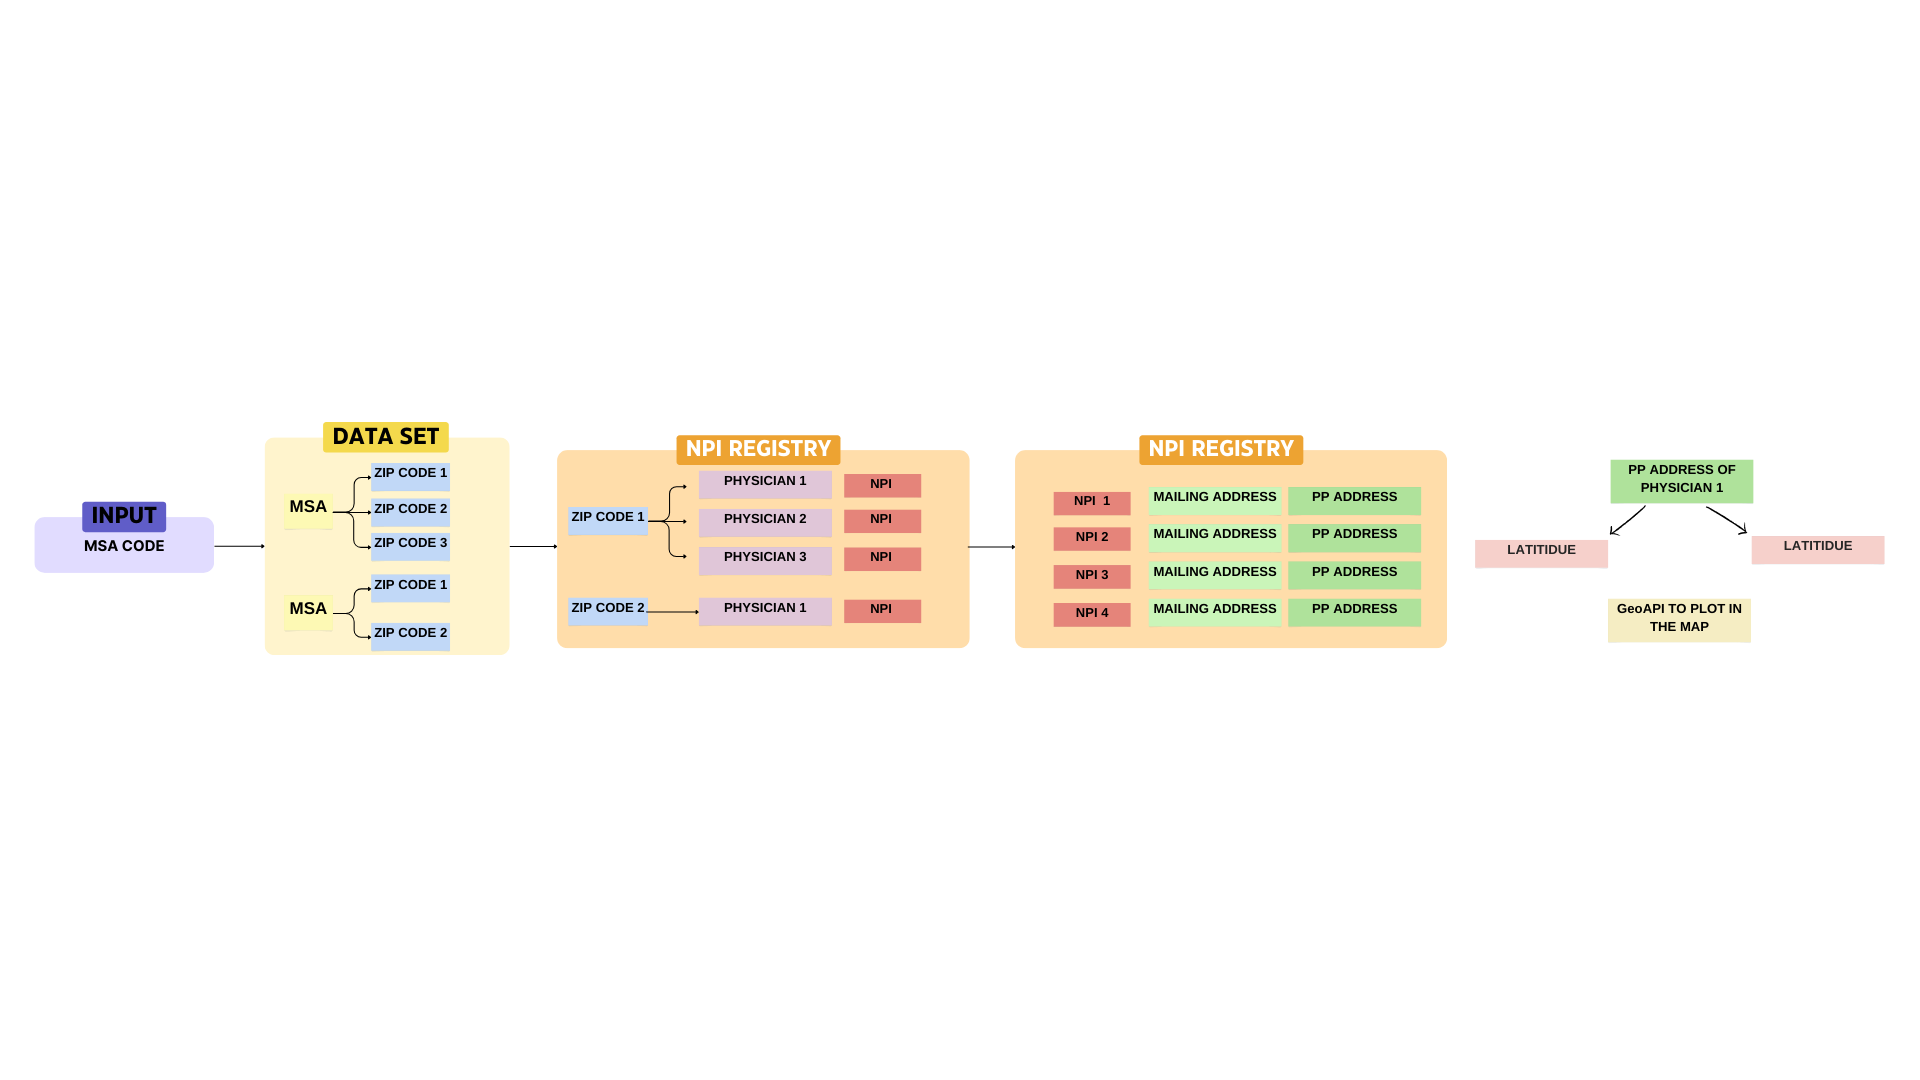 INPUT
MSA CODE
DATA SET
MSA
ZIP CODE 1
ZIP CODE 2
ZIP CODE 3
MSA
ZIP CODE 1
ZIP CODE 2
NPI REGISTRY
ZIP CODE 1
PHYSICIAN 1
NPI
PHYSICIAN 2
NPI
PHYSICIAN 3
NPI
ZIP CODE 2
PHYSICIAN 1
NPI
NPI REGISTRY
NPI 1
MAILING ADDRESS
PP ADDRESS
NPI 2
MAILING ADDRESS
PP ADDRESS
NPI 3
MAILING ADDRESS
PP ADDRESS
NPI 4
MAILING ADDRESS
PP ADDRESS
PP ADDRESS OF
PHYSICIAN 1
LATITIDUE
LATITIDUE
GeoAPI TO PLOT IN
THE MAP